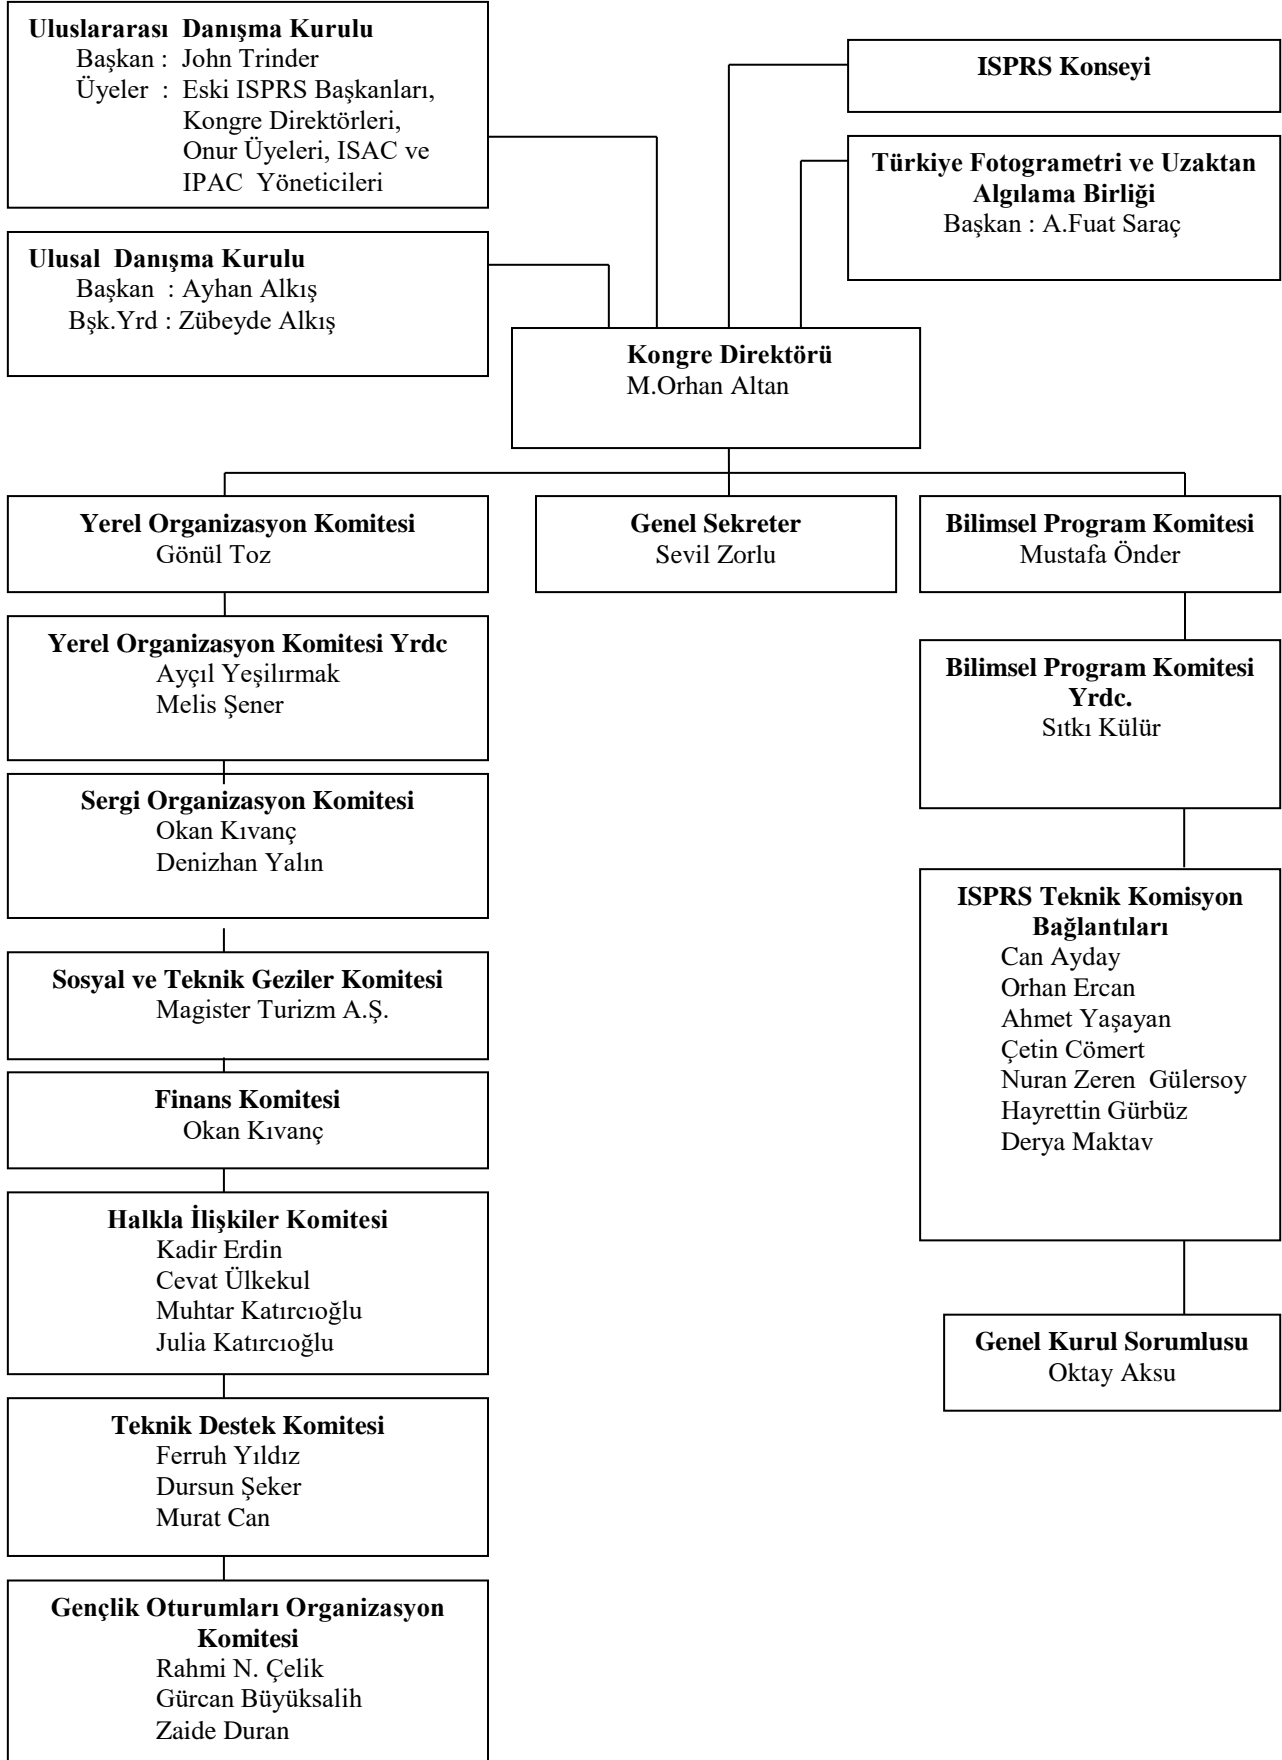 Uluslararası Danışma Kurulu
Başkan : John Trinder
Üyeler : Eski ISPRS Başkanları,
Kongre Direktörleri,
Onur Üyeleri, ISAC ve
IPAC Yöneticileri
ISPRS Konseyi
Türkiye Fotogrametri ve Uzaktan
Algılama Birliği
Başkan : A.Fuat Saraç
Ulusal Danışma Kurulu
Başkan : Ayhan Alkış
Bşk.Yrd : Zübeyde Alkış
Kongre Direktörü
M.Orhan Altan
Yerel Organizasyon Komitesi
Gönül Toz
Genel Sekreter
Sevil Zorlu
Bilimsel Program Komitesi
Mustafa Önder
Yerel Organizasyon Komitesi Yrdc
Ayçıl Yeşilırmak
Melis Şener
Bilimsel Program Komitesi
Yrdc.
Sıtkı Külür
Sergi Organizasyon Komitesi
Okan Kıvanç
Denizhan Yalın
ISPRS Teknik Komisyon
Bağlantıları
Can Ayday
Orhan Ercan
Ahmet Yaşayan
Çetin Cömert
Nuran Zeren Gülersoy
Hayrettin Gürbüz
Derya Maktav
Sosyal ve Teknik Geziler Komitesi
Magister Turizm A.Ş.
Finans Komitesi
Okan Kıvanç
Halkla İlişkiler Komitesi
Kadir Erdin
Cevat Ülkekul
Muhtar Katırcıoğlu
Julia Katırcıoğlu
Genel Kurul Sorumlusu
Oktay Aksu
Teknik Destek Komitesi
Ferruh Yıldız
Dursun Şeker
Murat Can
Gençlik Oturumları Organizasyon
Komitesi
Rahmi N. Çelik
Gürcan Büyüksalih
Zaide Duran